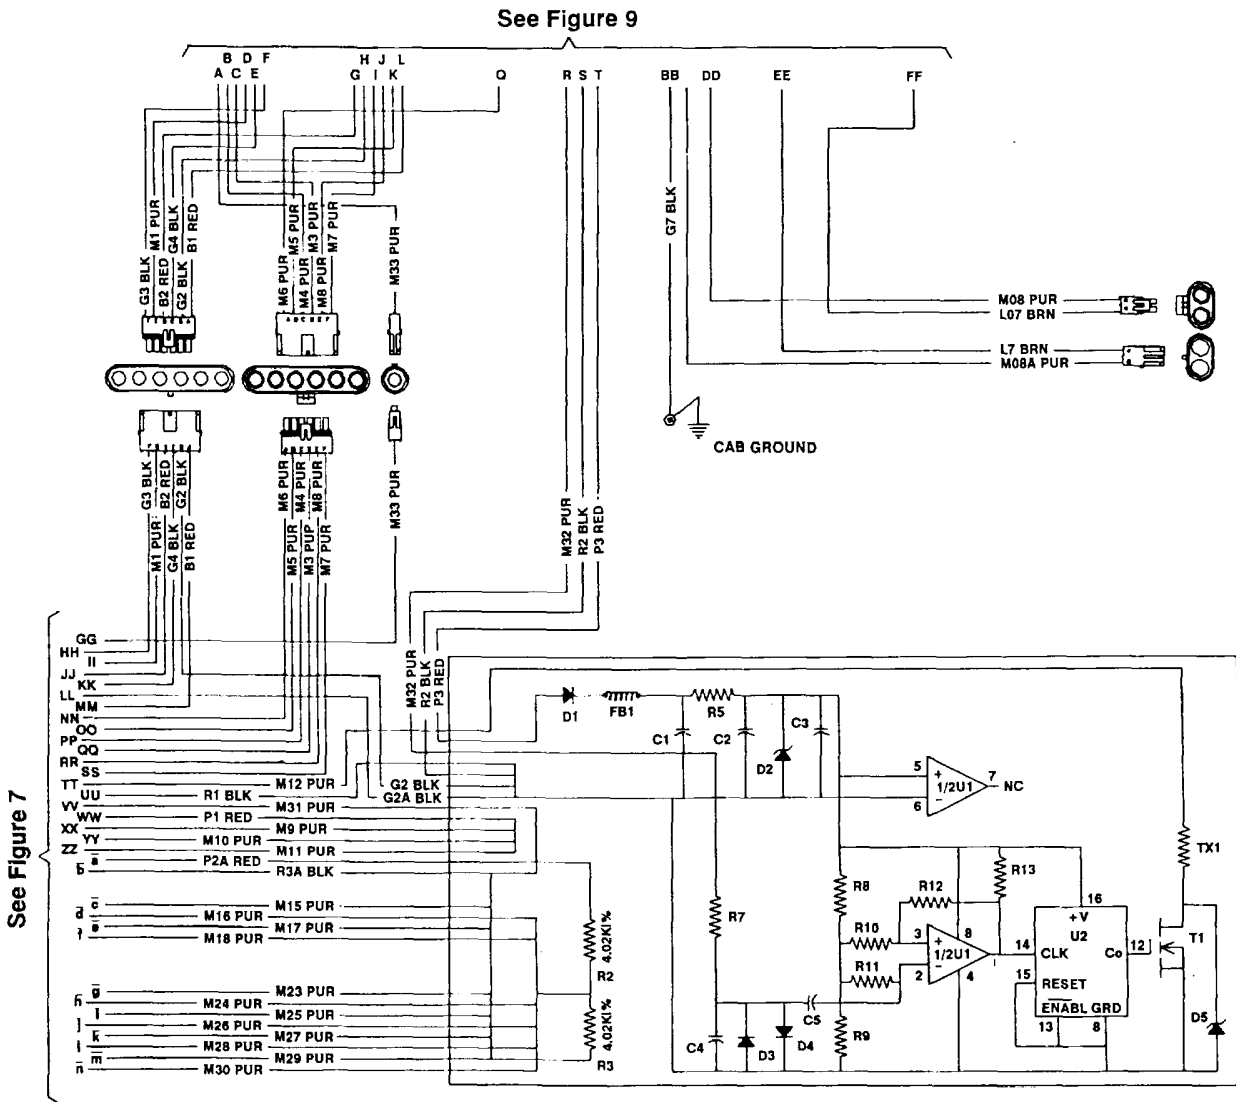 See Figure 9
B D F
A C E
H J L
G I K
Q
R S T
BB DD
EE
FF
G3 BLK
M1 PUR
B2 RED
G4 BLK
G2 BLK
B1 RED
M6 PUR
M5 PUR
M4 PUR
M3 PUR
M8 PUR
M7 PUR
M33 PUR
G7 BLK
M08 PUR
L07 BRN
L7 BRN
M08A PUR
CAB GROUND
G3 BLK
M1 PUR
B2 RED
G4 BLK
G2 BLK
B1 RED
M6 PUR
M5 PUR
M4 PUR
M3 PUP
M8 PUR
M7 PUR
M33 PUR
M32 PUR
R2 BLK
P3 RED
See Figure 7
GG
HH
II
JJ
KK
LL
MM
NN
OO
PP
QQ
RR
SS
TT M12 PUR
UU R1 BLK
VV M31 PUR
WW P1 RED
XX M9 PUR
YY M10 PUR
ZZ M11 PUR
a P2A RED
b R3A BLK
c M15 PUR
d M16 PUR
e M17 PUR
f M18 PUR
g M23 PUR
h M24 PUR
i M25 PUR
j M26 PUR
k M27 PUR
l M28 PUR
m M29 PUR
n M30 PUR
M32 PUR
R2 BLK
P3 RED
G2 BLK
G2A BLK
D1
FB1
R5
C1
C2
D2
C3
5
+
1/2U1
-
6
7
NC
TX1
R7
R8
R12
R13
R10
R11
3
+
1/2U1
-
2
8
4
1
16
+V
U2
14
CLK
Co
12
15
RESET
ENABL GRD
13
8
T1
D5
4.02K1%
R2
4.02K1%
R3
C4
D3
D4
C5
R9